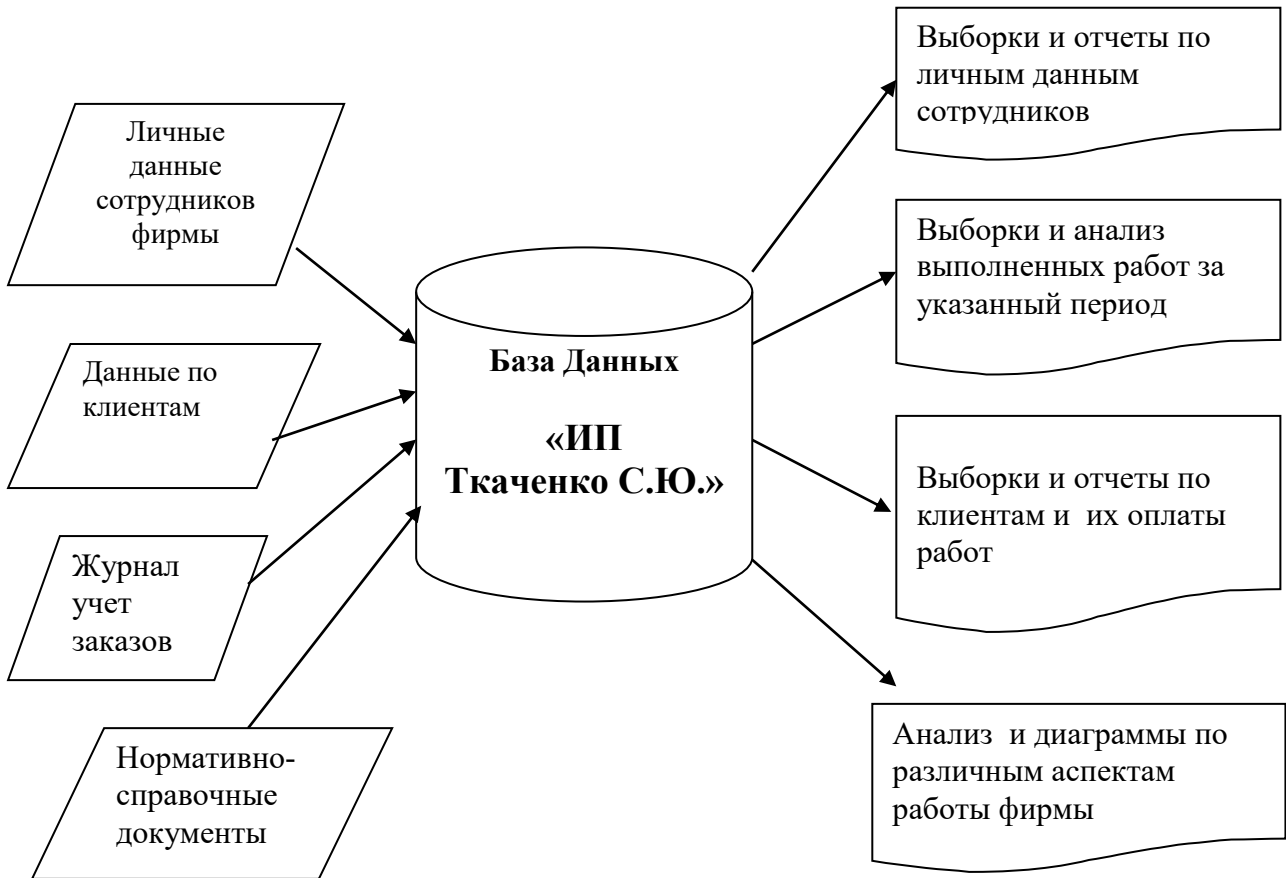 Личные
данные
сотрудников
фирмы
Данные по
клиентам
Журнал
учет
заказов
Нормативно-
справочные
документы
База Данных
«ИП
Ткаченко С.Ю.»
Выборки и отчеты по
личным данным
сотрудников
Выборки и анализ
выполненных работ за
указанный период
Выборки и отчеты по
клиентам и их оплаты
работ
Анализ и диаграммы по
различным аспектам
работы фирмы